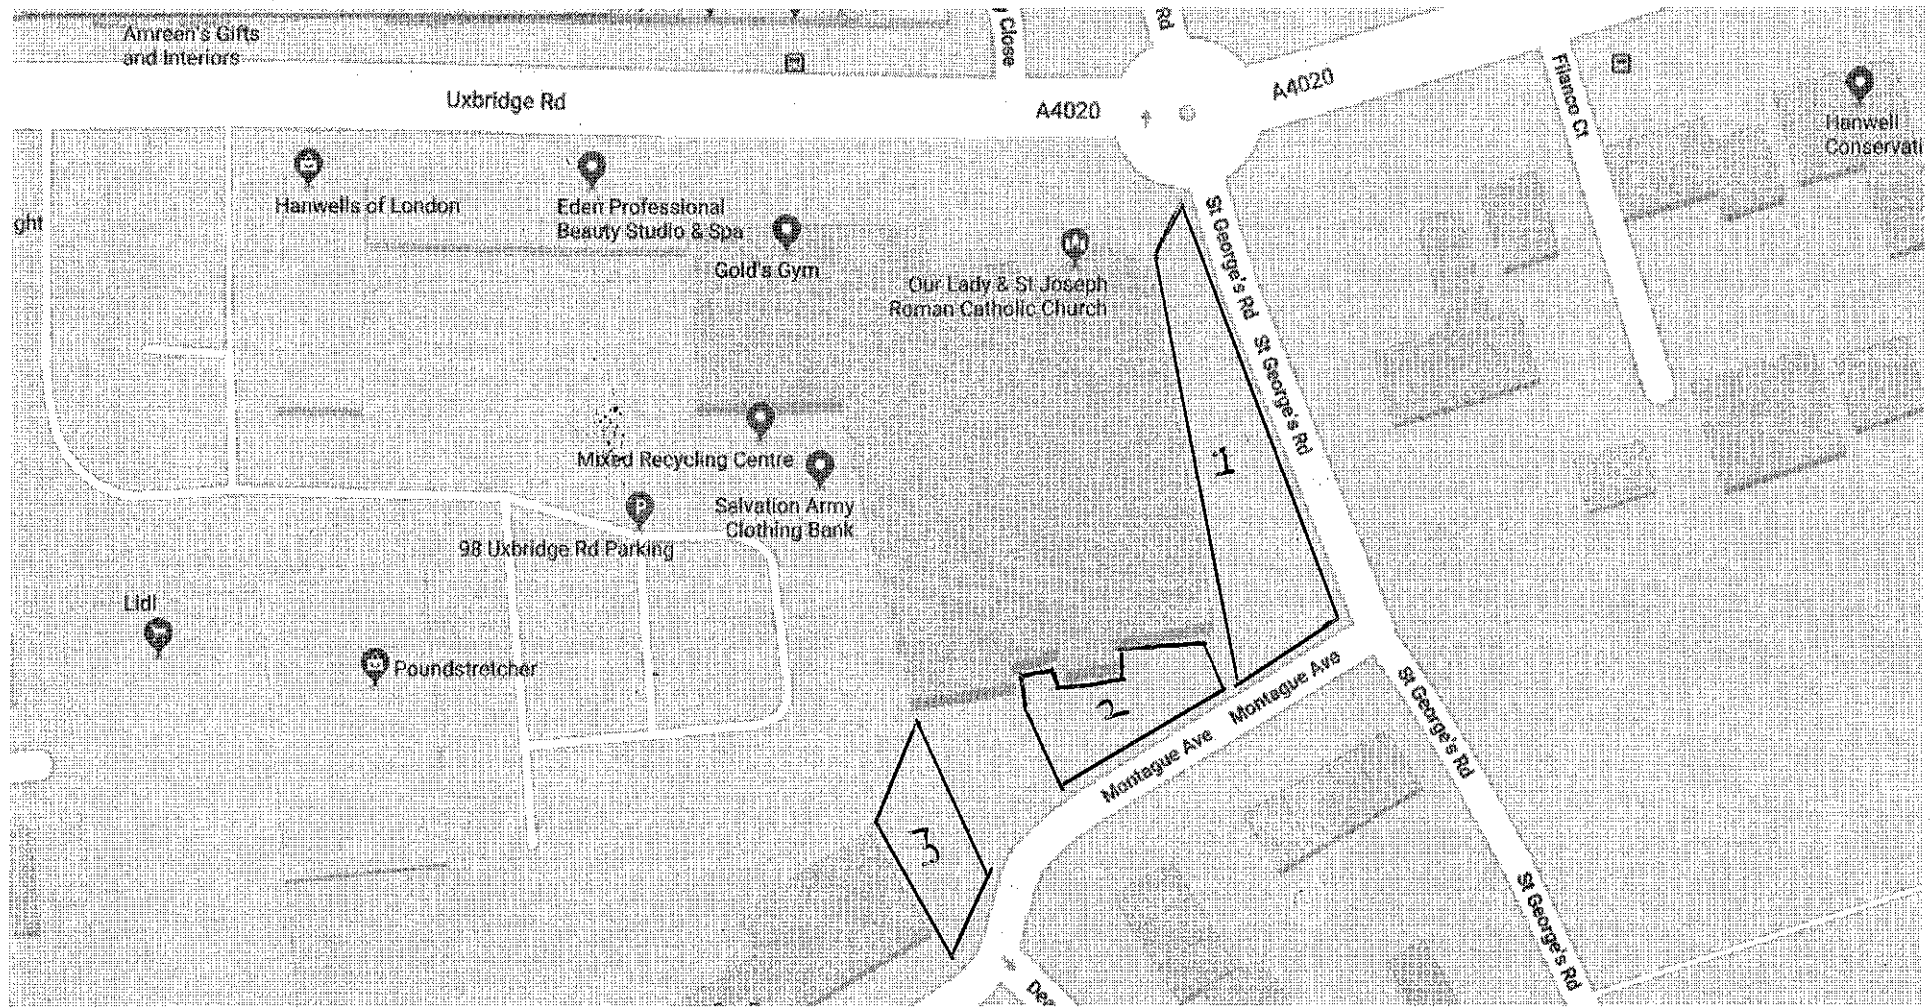 Amreen's Gifts
and Interiors
Close
Rd
Uxbridge Rd
A4020
A4020
Filance Ct
Hanwell
Conservati
Hanwells of London
Eden Professional
Beauty Studio & Spa
Gold's Gym
ght
Our Lady & St Joseph
Roman Catholic Church
St George's Rd
St George's Rd
1
Mixed Recycling Centre
P
Salvation Army
Clothing Bank
98 Uxbridge Rd Parking
Lidl
Poundstretcher
2
Montague Ave
Montague Ave
St George's Rd
3
St George's Rd